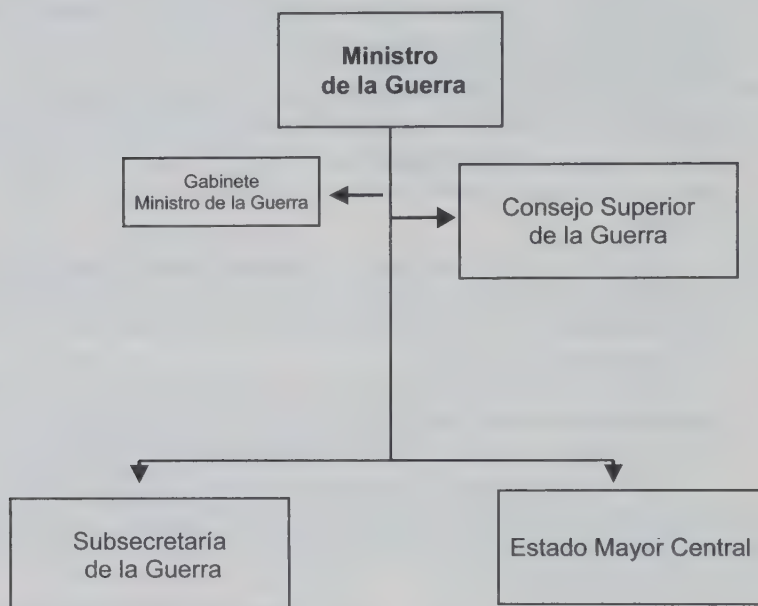 Ministro
de la Guerra
Gabinete
Ministro de la Guerra
Consejo Superior
de la Guerra
Subsecretaría
de la Guerra
Estado Mayor Central